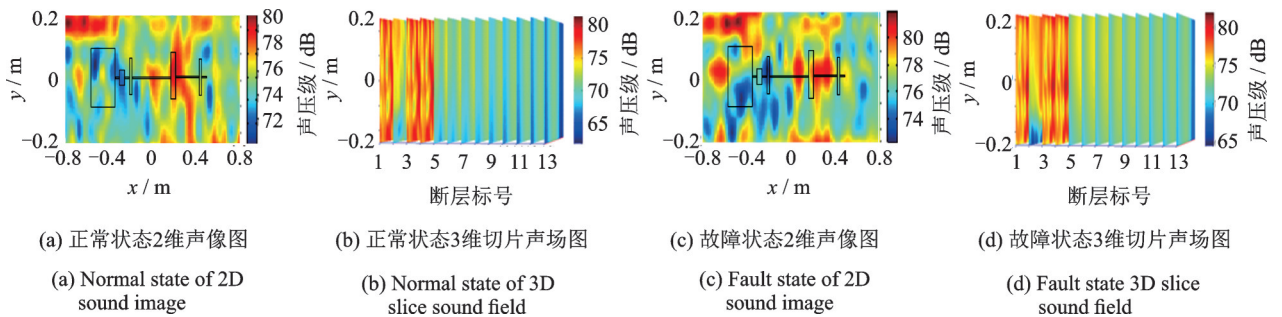 0.2
0
−0.2
y / m
−0.8
−0.4
0
0.4
0.8
x / m
80
78
76
74
72
声压级 / dB
(a) 正常状态2维声像图
(a) Normal state of 2D
sound image
0.2
0
−0.2
y / m
1 3 5 7 9 11 13
断层标号
80
75
70
65
声压级 / dB
(b) 正常状态3维切片声场图
(b) Normal state of 3D
slice sound field
0.2
0
−0.2
y / m
−0.8
−0.4
0
0.4
0.8
x / m
82
80
78
76
74
声压级 / dB
(c) 故障状态2维声像图
(c) Fault state of 2D
sound image
0.2
0
−0.2
y / m
1 3 5 7 9 11 13
断层标号
80
75
70
65
声压级 / dB
(d) 故障状态3维切片声场图
(d) Fault state 3D slice
sound field